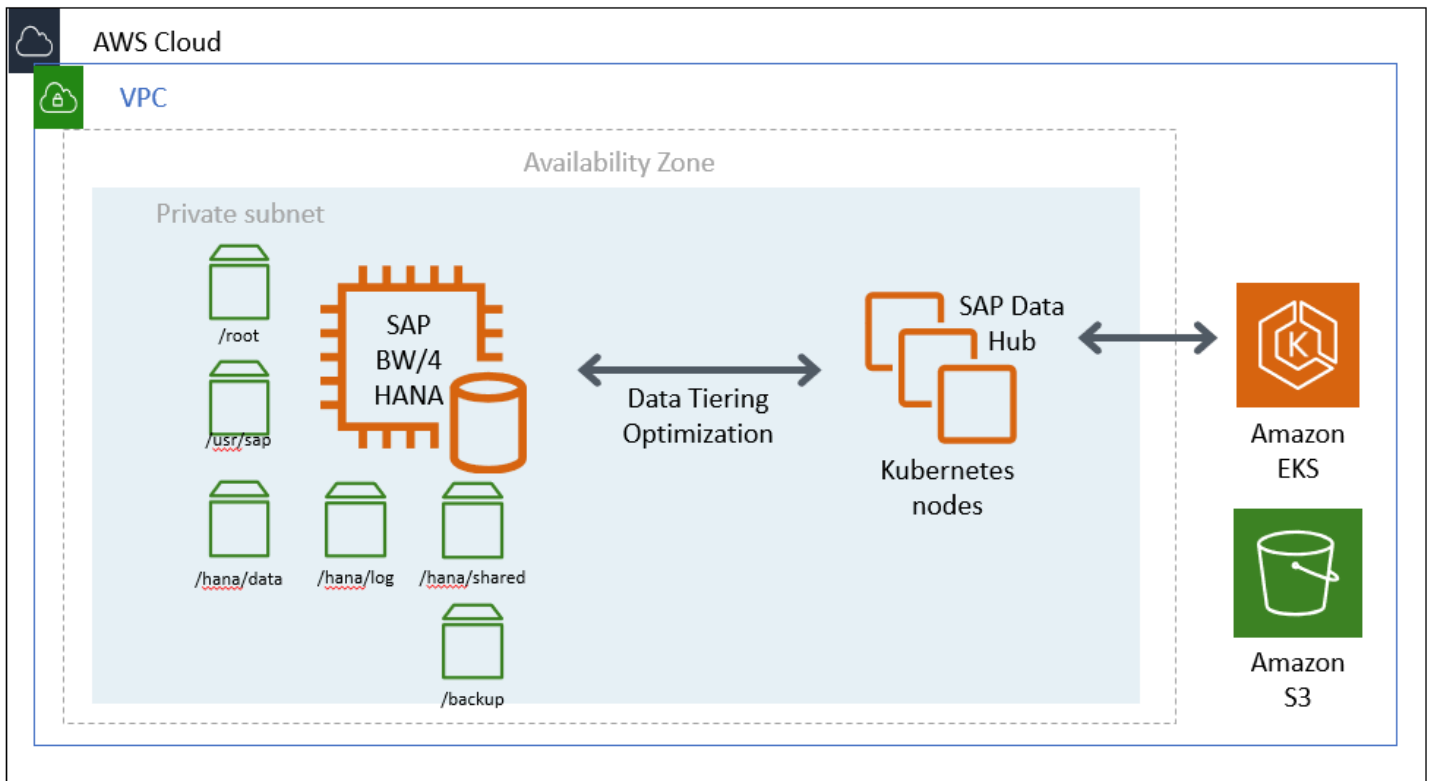 AWS Cloud
VPC
Availability Zone
Private subnet
/root
/usr/sap
/hana/data
/hana/log
/hana/shared
/backup
SAP
BW/4
HANA
Data Tiering
Optimization
SAP Data
Hub
Kubernetes
nodes
K
Amazon
EKS
Amazon
S3